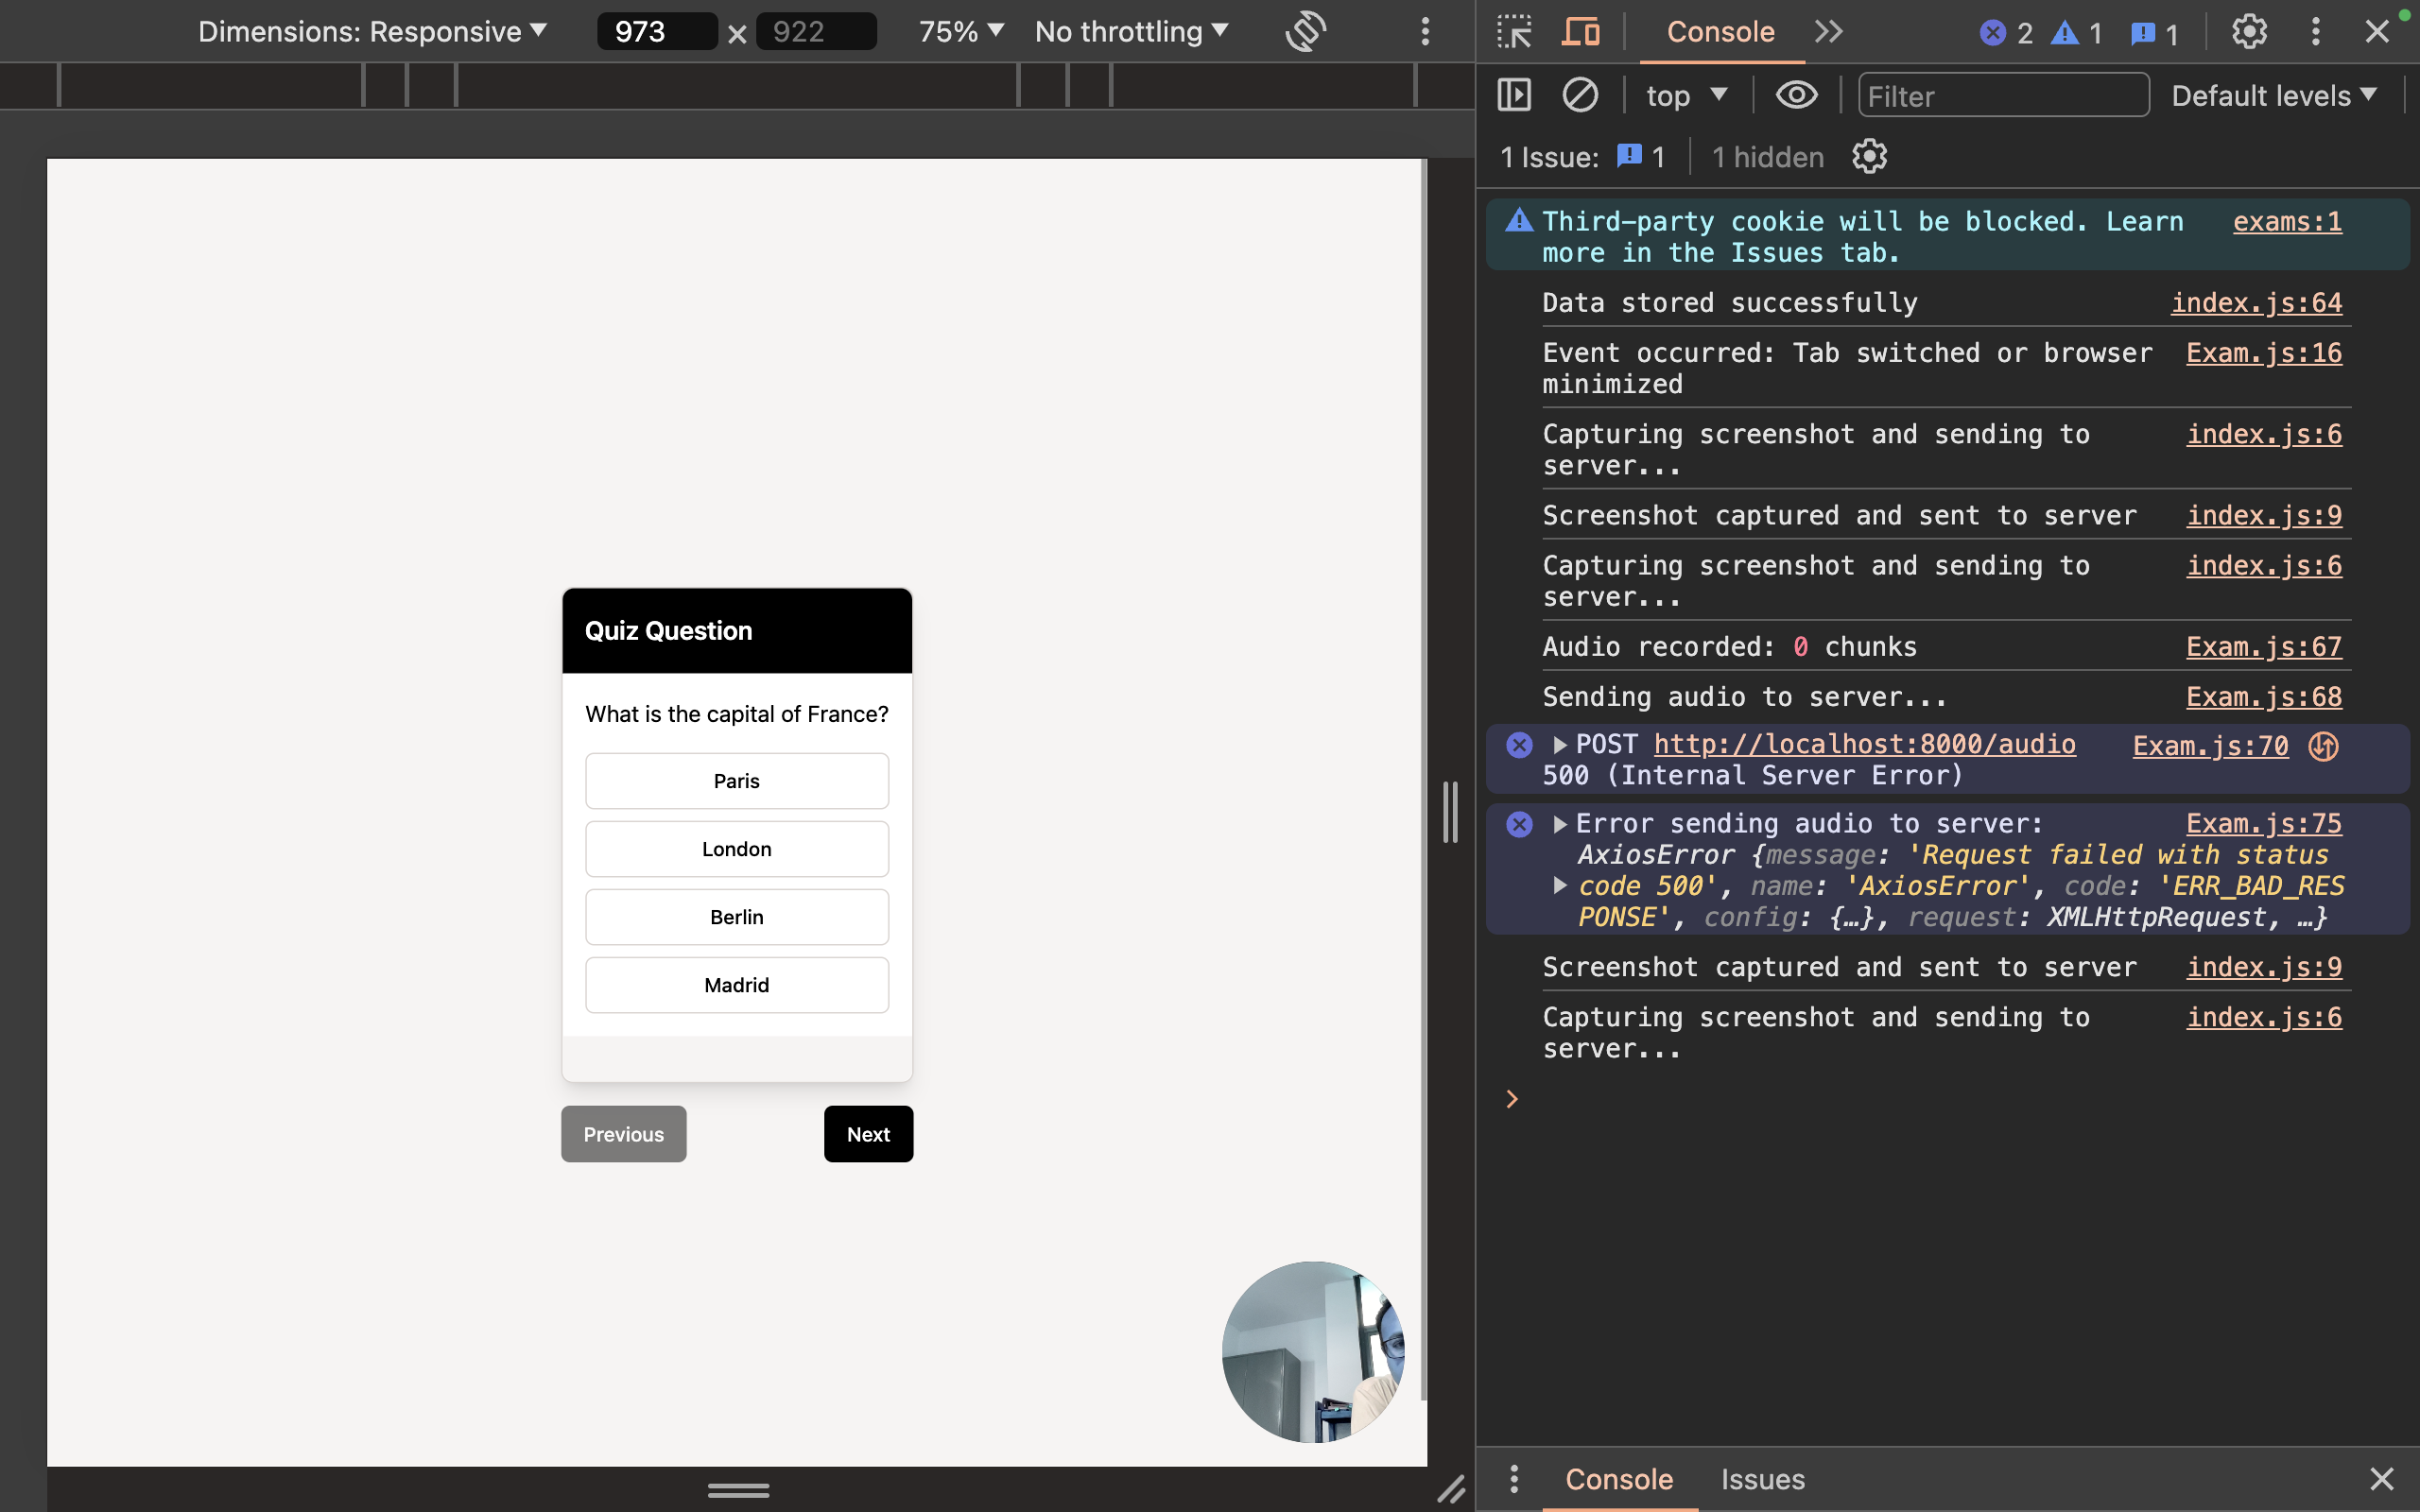 Dimensions: Responsive ▼ 973 × 922 75% ▼ No throttling ▼
Console 2 1 1
top ▼ Filter Default levels ▼
1 Issue: 1 1 hidden
Third-party cookie will be blocked. Learn exams:1
more in the Issues tab.
Data stored successfully index.js:64
Event occurred: Tab switched or browser Exam.js:16
minimized
Capturing screenshot and sending to index.js:6
server...
Screenshot captured and sent to server index.js:9
Capturing screenshot and sending to index.js:6
server...
Audio recorded: 0 chunks Exam.js:67
Sending audio to server... Exam.js:68
POST http://localhost:8000/audio Exam.js:70
500 (Internal Server Error)
Error sending audio to server: Exam.js:75
AxiosError {message: 'Request failed with status
code 500', name: 'AxiosError', code: 'ERR_BAD_RES
PONSE', config: {…}, request: XMLHttpRequest, …}
Screenshot captured and sent to server index.js:9
Capturing screenshot and sending to index.js:6
server...
Quiz Question
What is the capital of France?
Paris
London
Berlin
Madrid
Previous Next
Console Issues